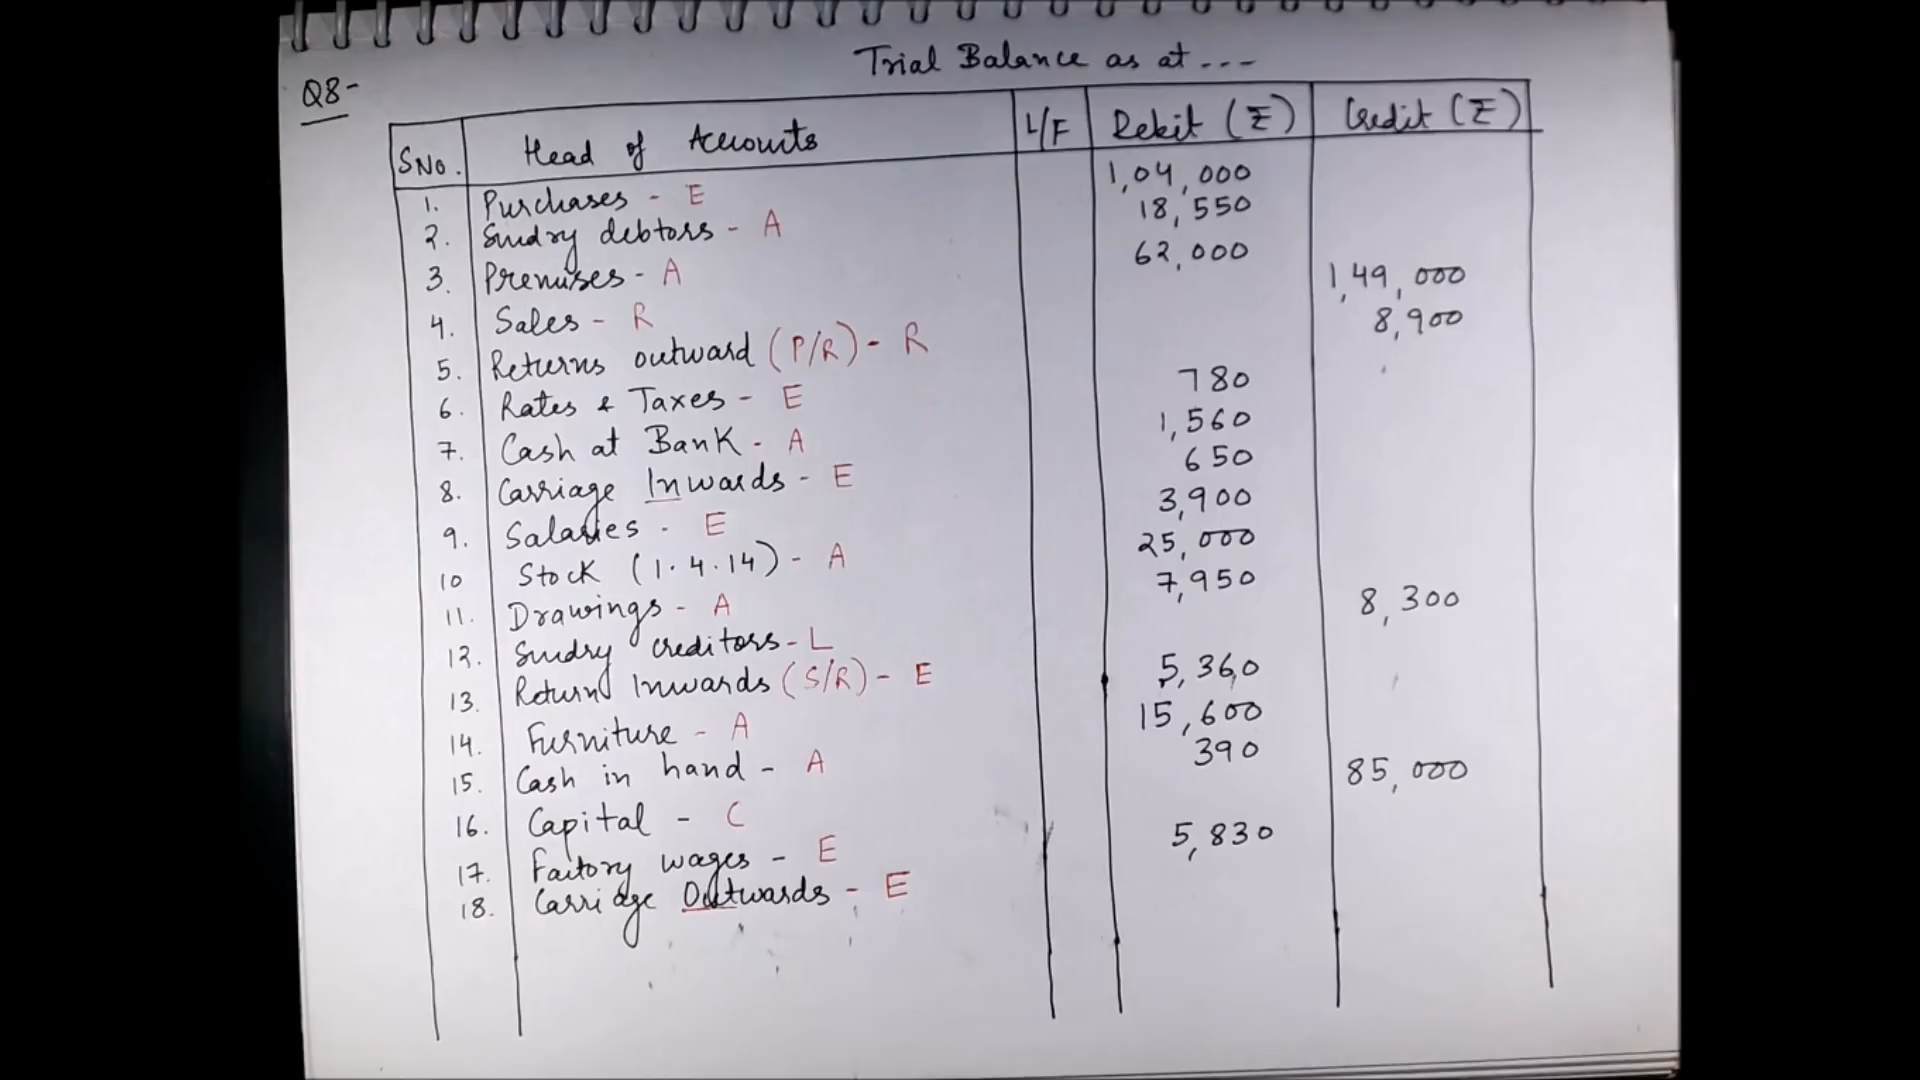 Trial Balance as at ---
Q8-
SNo. Head of Accounts L/F Debit (₹) Credit (₹)
1. Purchases - E 1,04,000
2. Sundry debtors - A 18,550
3. Premises - A 62,000
4. Sales - R 1,49,000
5. Returns outward (P/R) - R 8,900
6. Rates & Taxes - E 780
7. Cash at Bank - A 1,560
8. Carriage Inwards - E 650
9. Salaries - E 3,900
10 Stock (1.4.14) - A 25,000
11. Drawings - A 7,950
12. Sundry creditors - L 8,300
13. Return Inwards (S/R) - E 5,360
14. Furniture - A 15,600
15. Cash in hand - A 390
16. Capital - C 85,000
17. Factory wages - E 5,830
18. Carriage Outwards - E